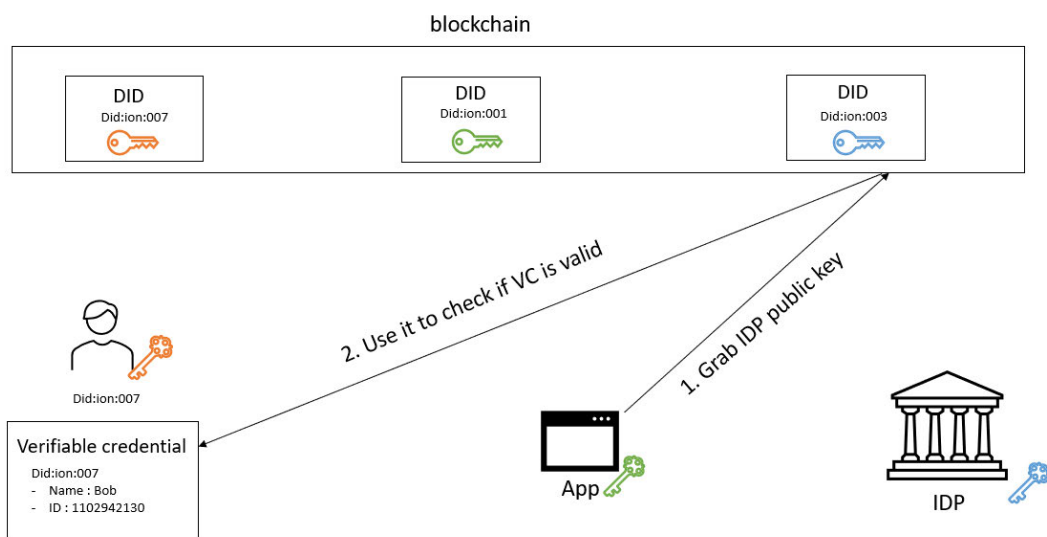 blockchain
DID
Did:ion:007
DID
Did:ion:001
DID
Did:ion:003
2. Use it to check if VC is valid
1. Grab IDP public key
Did:ion:007
Verifiable credential
Did:ion:007
- Name : Bob
- ID : 1102942130
App
IDP